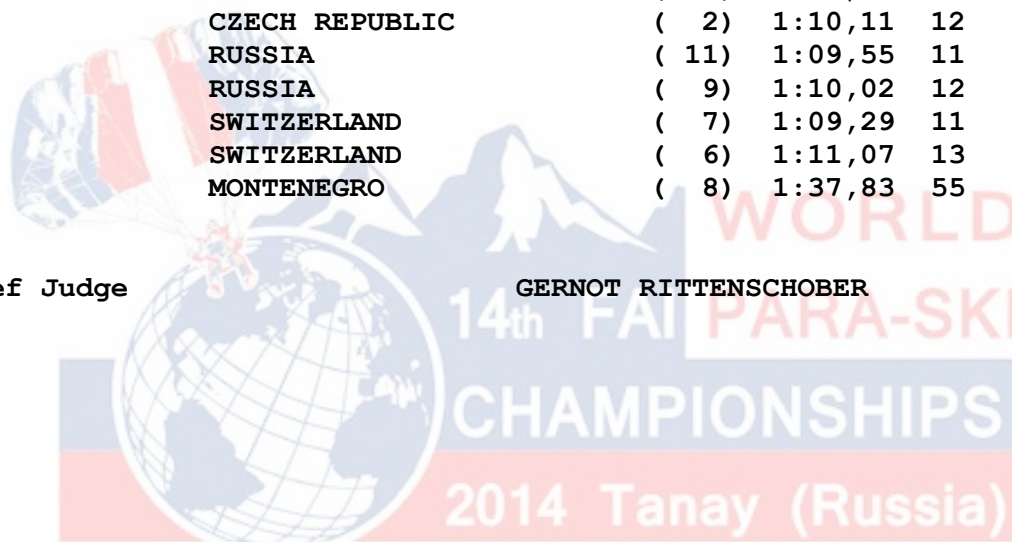 CZECH REPUBLIC ( 2) 1:10,11 12
RUSSIA ( 11) 1:09,55 11
RUSSIA ( 9) 1:10,02 12
SWITZERLAND ( 7) 1:09,29 11
SWITZERLAND ( 6) 1:11,07 13
MONTENEGRO ( 8) 1:37,83 55
WORLD
ef Judge GERNOT RITTENSCHOBER
14th FAI PARA-SKI
CHAMPIONSHIPS
2014 Tanay (Russia)